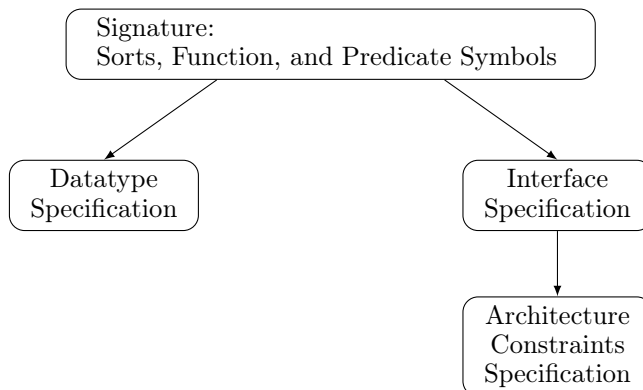 Signature:
Sorts, Function, and Predicate Symbols
Datatype
Specification
Interface
Specification
Architecture
Constraints
Specification